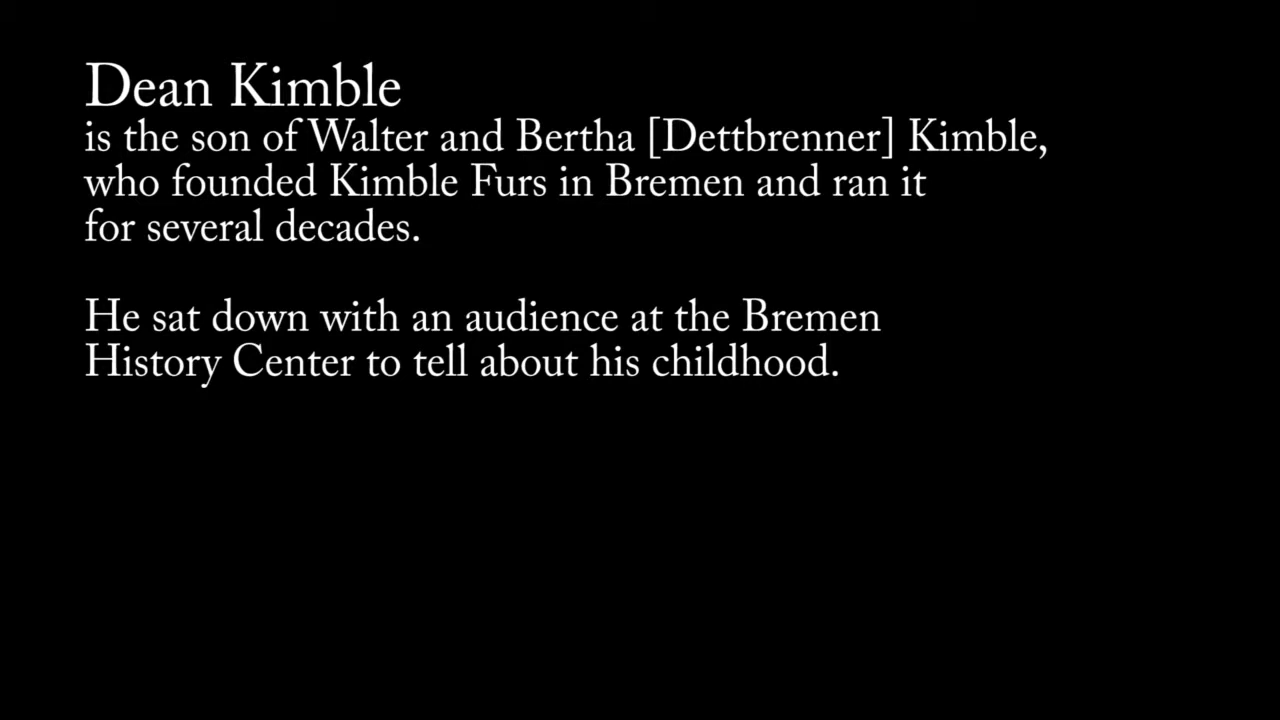 Dean Kimble
is the son of Walter and Bertha [Dettbrenner] Kimble,
who founded Kimble Furs in Bremen and ran it
for several decades.
He sat down with an audience at the Bremen
History Center to tell about his childhood.